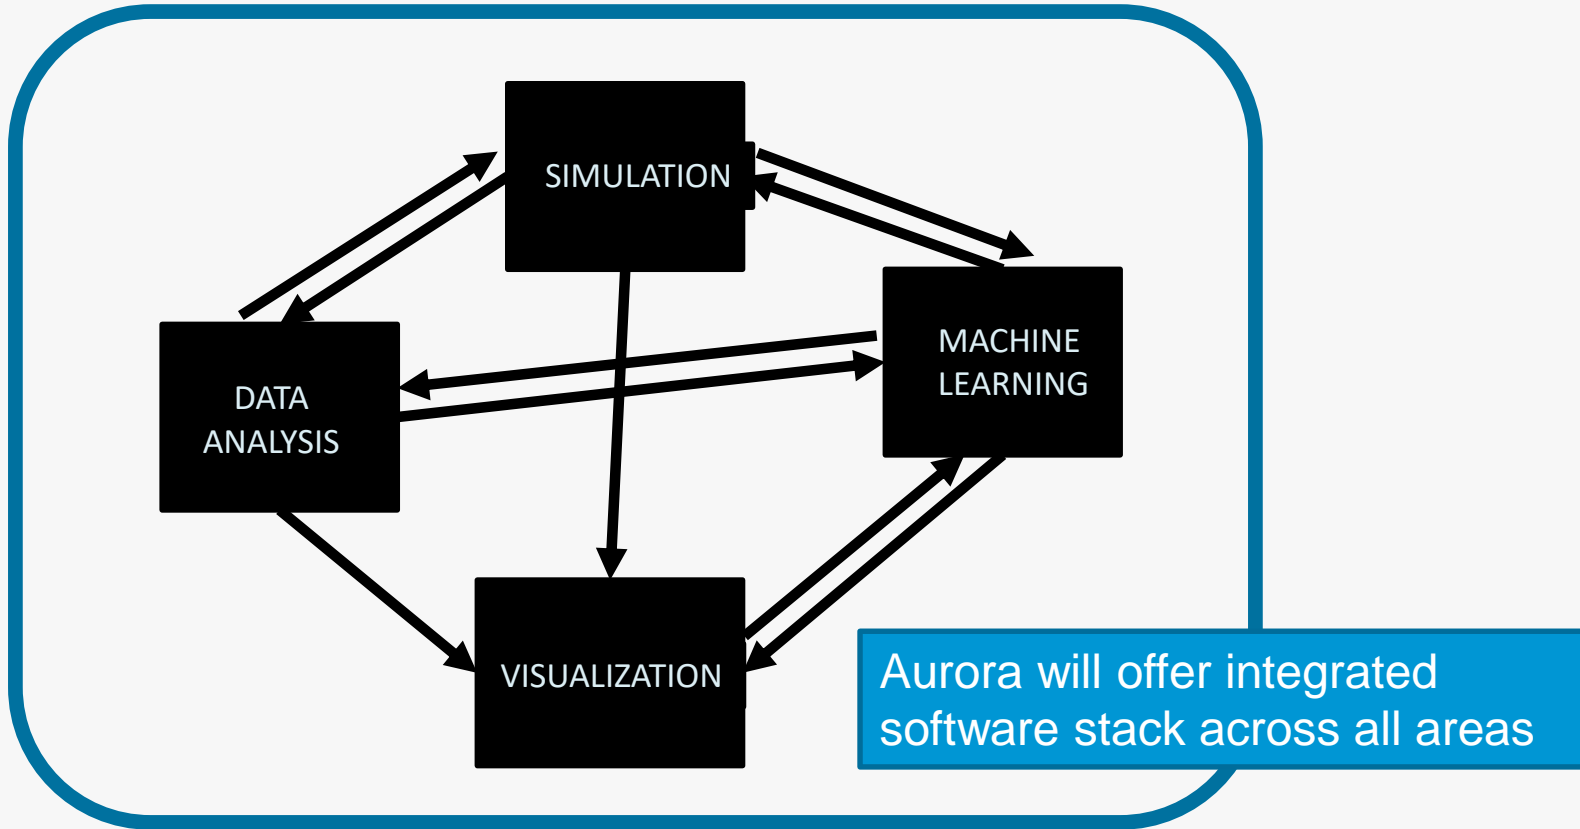 SIMULATION
MACHINE
LEARNING
DATA
ANALYSIS
VISUALIZATION
Aurora will offer integrated
software stack across all areas